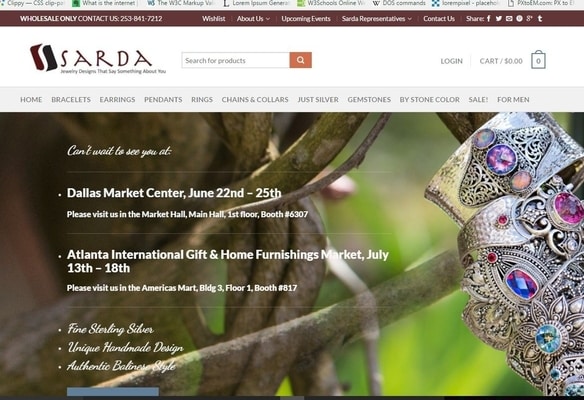 Clippy — CSS clip-pa
What is the internet |
The W3C Markup Valid
Lorem Ipsum Generat
W3Schools Online W
DOS commands
lorempixel - placeho
PXtoEM.com: PX to E
WHOLESALE ONLY CONTACT US: 253-841-7212
Wishlist
About Us
Upcoming Events
Sarda Representatives
Contact Us
Share:
SARDA
Jewelry Designs That Say Something About You
Search for products
LOGIN
CART / $0.00
0
HOME
BRACELETS
EARRINGS
PENDANTS
RINGS
CHAINS & COLLARS
JUST SILVER
GEMSTONES
BY STONE COLOR
SALE!
FOR MEN
Can't wait to see you at:
Dallas Market Center, June 22nd – 25th
Please visit us in the Market Hall, Main Hall, 1st floor, Booth #6307
Atlanta International Gift & Home Furnishings Market, July
13th – 18th
Please visit us in the Americas Mart, Bldg 3, Floor 1, Booth #817
Fine Sterling Silver
Unique Handmade Design
Authentic Balinese Style